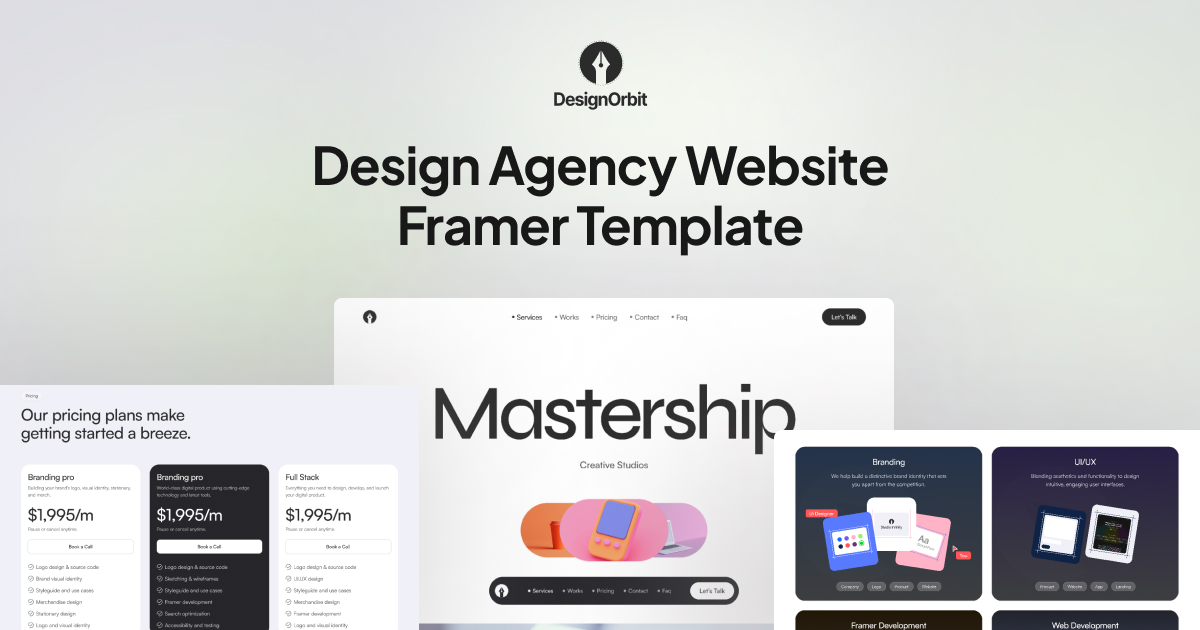 DesignOrbit
Design Agency Website
Framer Template
Services
Works
Pricing
Contact
Faq
Let's Talk
Mastership
Creative Studios
Services
Works
Pricing
Contact
Faq
Let's Talk
Pricing
Our pricing plans make
getting started a breeze.
Branding pro
Building your brand's logo, visual identity, stationery,
and merch.
$1,995/m
Pause or cancel anytime
Book a Call
Logo design & source code
Brand visual identity
Styleguide and use cases
Merchandise design
Stationary design
Logo and visual identity
Branding pro
World-class digital product using cutting-edge
technology and latest tools.
$1,995/m
Pause or cancel anytime
Book a Call
Logo design & source code
Sketching & wireframes
Styleguide and use cases
Framer development
Search optimization
Accessibility and testing
Full Stack
Everything you need to design, develop, and launch
your digital product.
$1,995/m
Pause or cancel anytime
Book a Call
Logo design & source code
UI,UX design
Styleguide and use cases
Merchandise design
Framer development
Logo and visual identity
Branding
We help build a distinctive brand identity that sets
you apart from the competition.
UI Designer
Aa
You
Company
Logo
Product
Website
UI/UX
Blending aesthetics and functionality to design
intuitive, engaging user interfaces.
Product
Website
App
Landing
Framer Development
Web Development